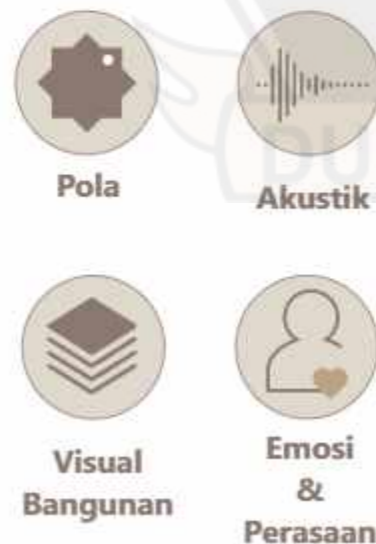 Pola
Akustik
Visual
Bangunan
Emosi
&
Perasaan